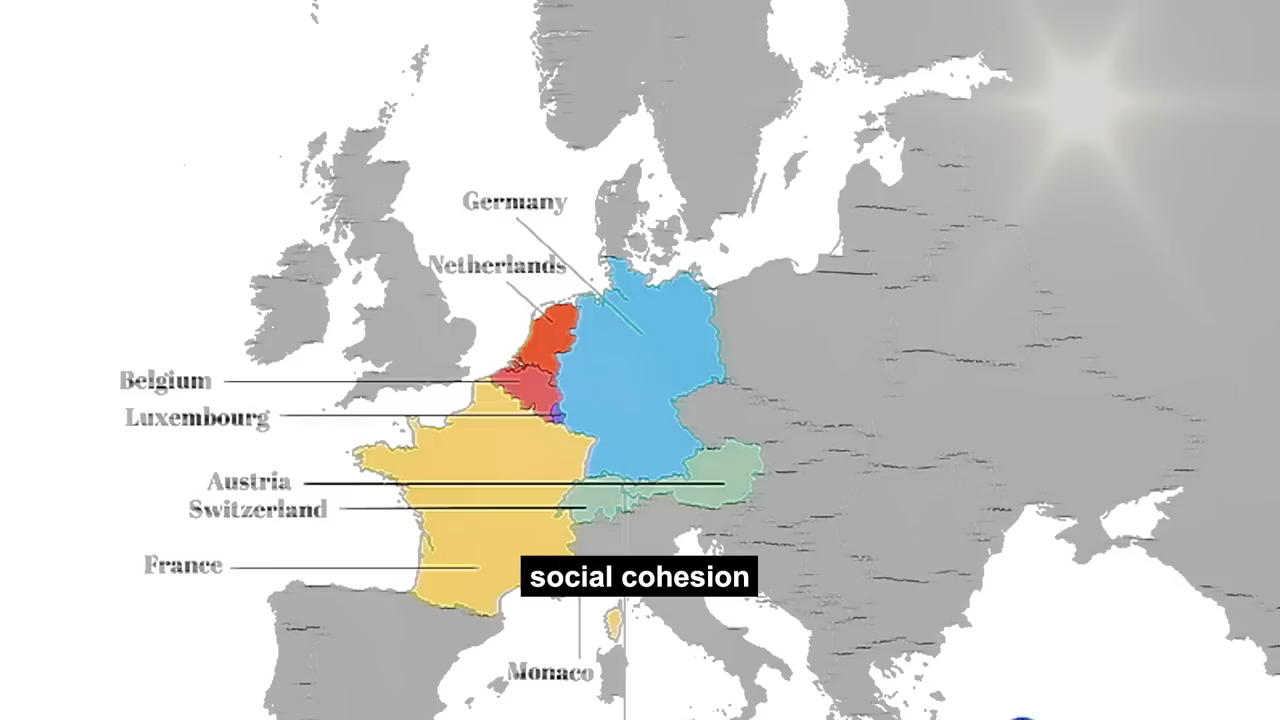 Germany
Netherlands
Belgium
Luxembourg
Austria
Switzerland
France
social cohesion
Monaco